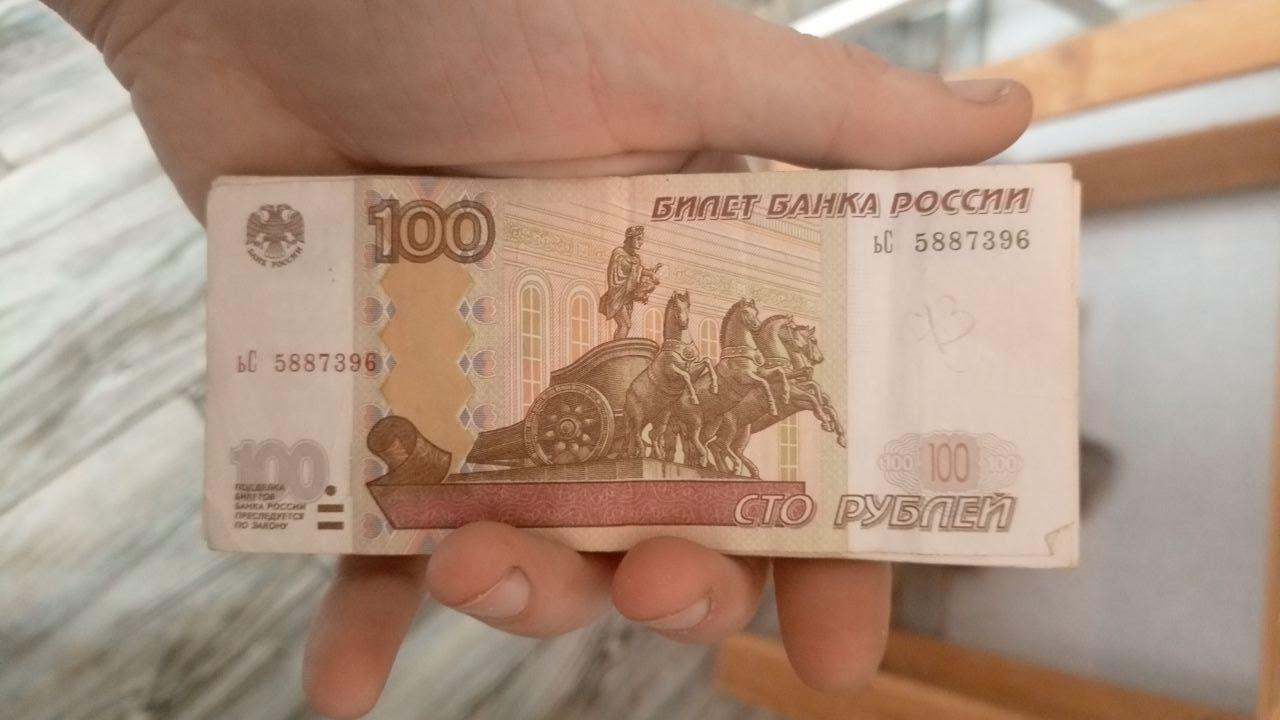 БАНК РОССИИ
100
БИЛЕТ БАНКА РОССИИ
ьС 5887396
ьС 5887396
100
ПОДДЕЛКА
БИЛЕТОВ
БАНКА РОССИИ
ПРЕСЛЕДУЕТСЯ
ПО ЗАКОНУ
100 100 100
СТО РУБЛЕЙ